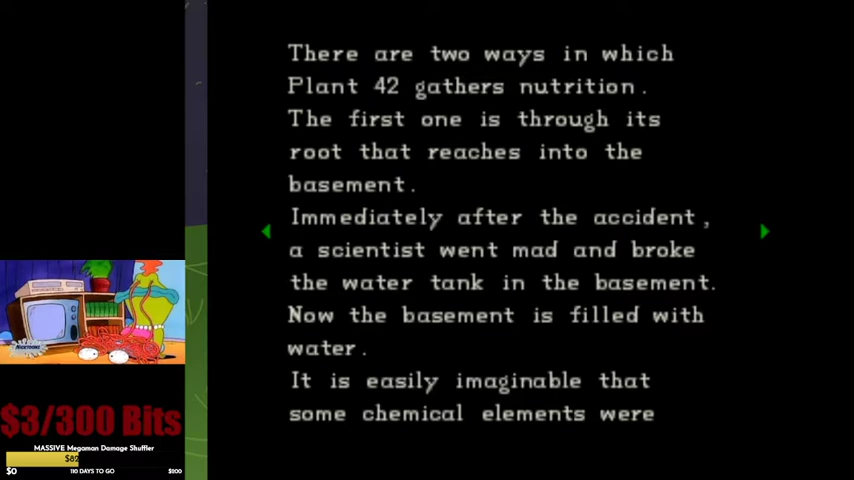 There are two ways in which
Plant 42 gathers nutrition.
The first one is through its
root that reaches into the
basement.
Immediately after the accident,
a scientist went mad and broke
the water tank in the basement.
Now the basement is filled with
water.
It is easily imaginable that
some chemical elements were
NICKTOONS
$3/300 Bits
MASSIVE Megaman Damage Shuffler
$82
$0
110 DAYS TO GO
$200